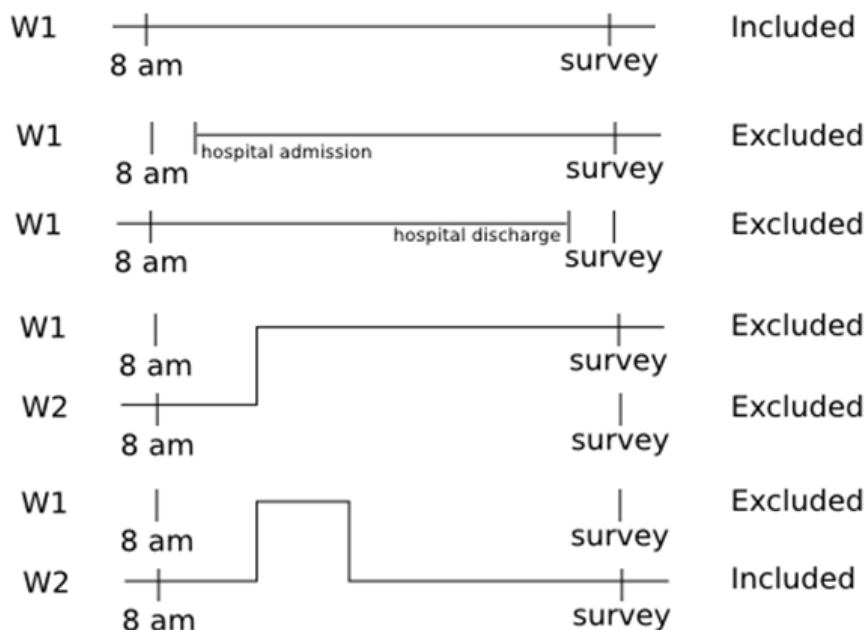 W1 Included
8 am survey
W1 Excluded
hospital admission
8 am survey
W1 Excluded
hospital discharge
8 am survey
W1 Excluded
8 am survey
W2 Excluded
8 am survey
W1 Excluded
8 am survey
W2 Included
8 am survey